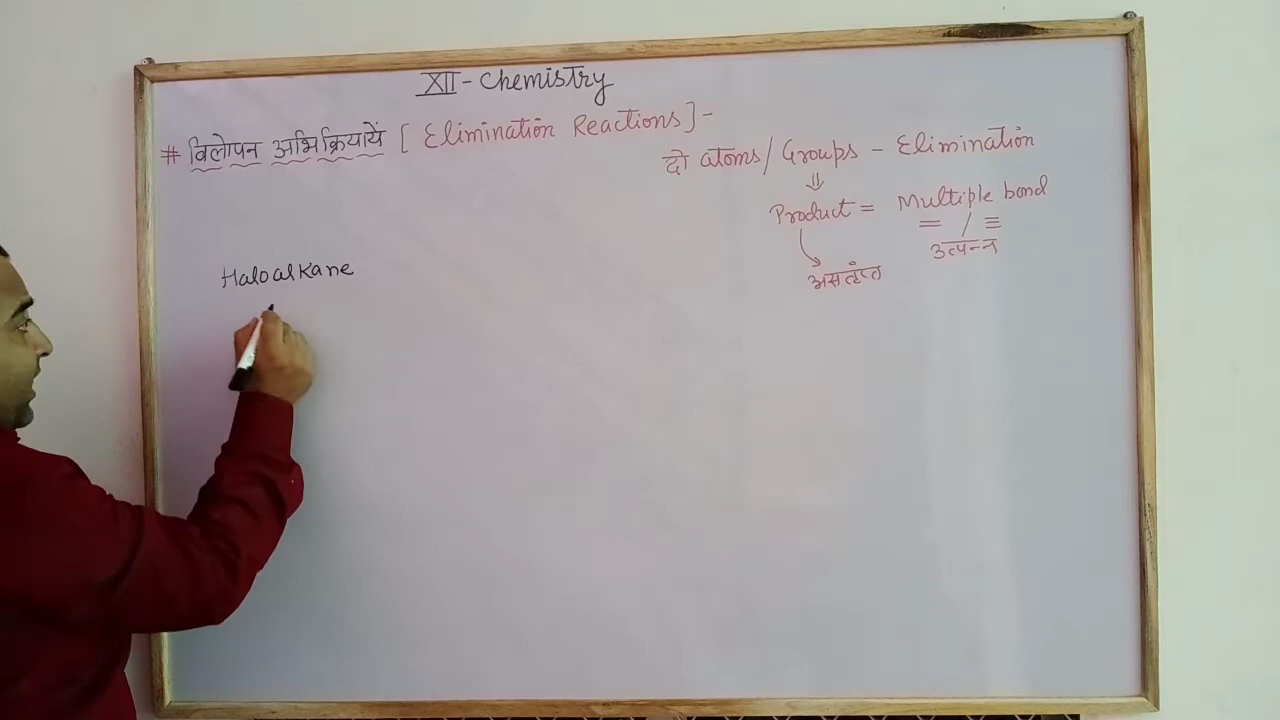 XII - Chemistry
# विलोपन अभिक्रियायें [ Elimination Reactions ] -
दो atoms / Groups - Elimination
⇓
Product = Multiple bond
= / ≡
उत्पन्न
असंतृप्त
Haloalkane